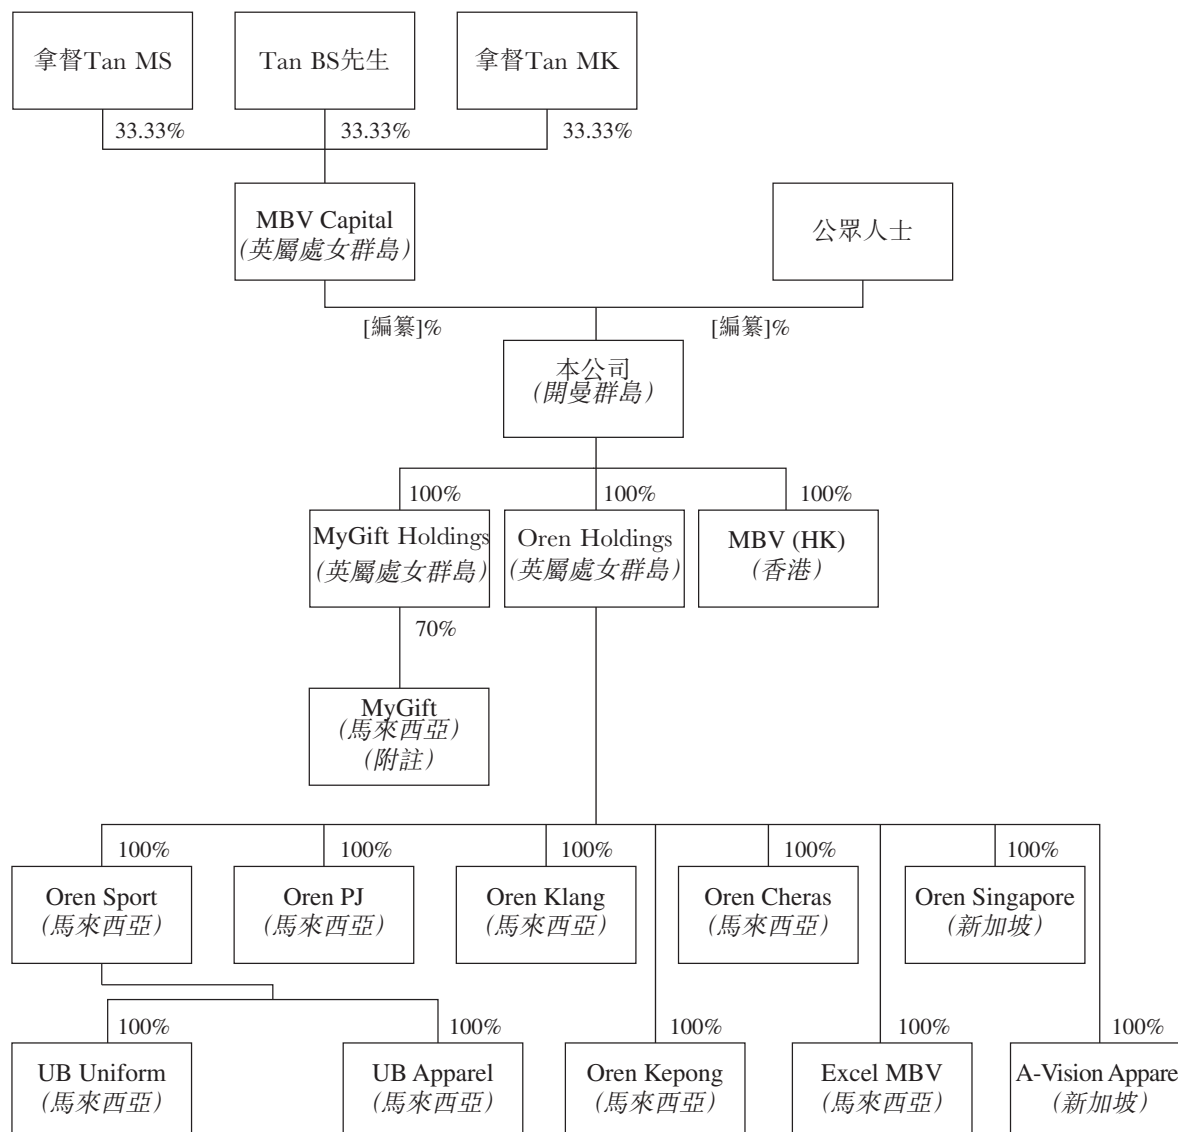 拿督Tan MS
Tan BS先生
拿督Tan MK
33.33%
33.33%
33.33%
MBV Capital
(英屬處女群島)
公眾人士
[編纂]%
[編纂]%
本公司
(開曼群島)
100%
100%
100%
MyGift Holdings
(英屬處女群島)
Oren Holdings
(英屬處女群島)
MBV (HK)
(香港)
70%
MyGift
(馬來西亞)
(附註)
100%
100%
100%
100%
100%
Oren Sport
(馬來西亞)
Oren PJ
(馬來西亞)
Oren Klang
(馬來西亞)
Oren Cheras
(馬來西亞)
Oren Singapore
(新加坡)
100%
100%
100%
100%
100%
UB Uniform
(馬來西亞)
UB Apparel
(馬來西亞)
Oren Kepong
(馬來西亞)
Excel MBV
(馬來西亞)
A-Vision Appare
(新加坡)